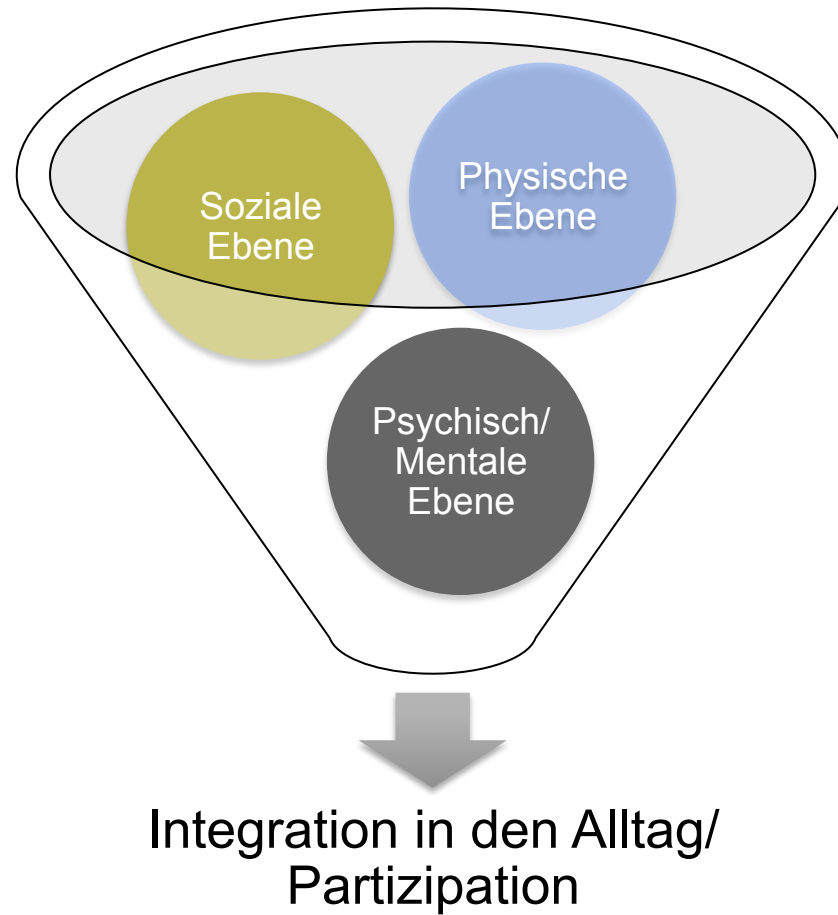 Soziale
Ebene
Physische
Ebene
Psychisch/
Mentale
Ebene
Integration in den Alltag/
Partizipation